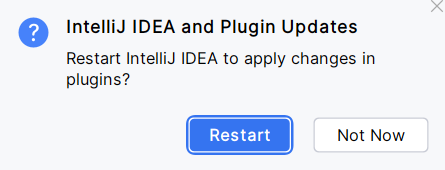 IntelliJ IDEA and Plugin Updates
Restart IntelliJ IDEA to apply changes in
plugins?
Restart
Not Now